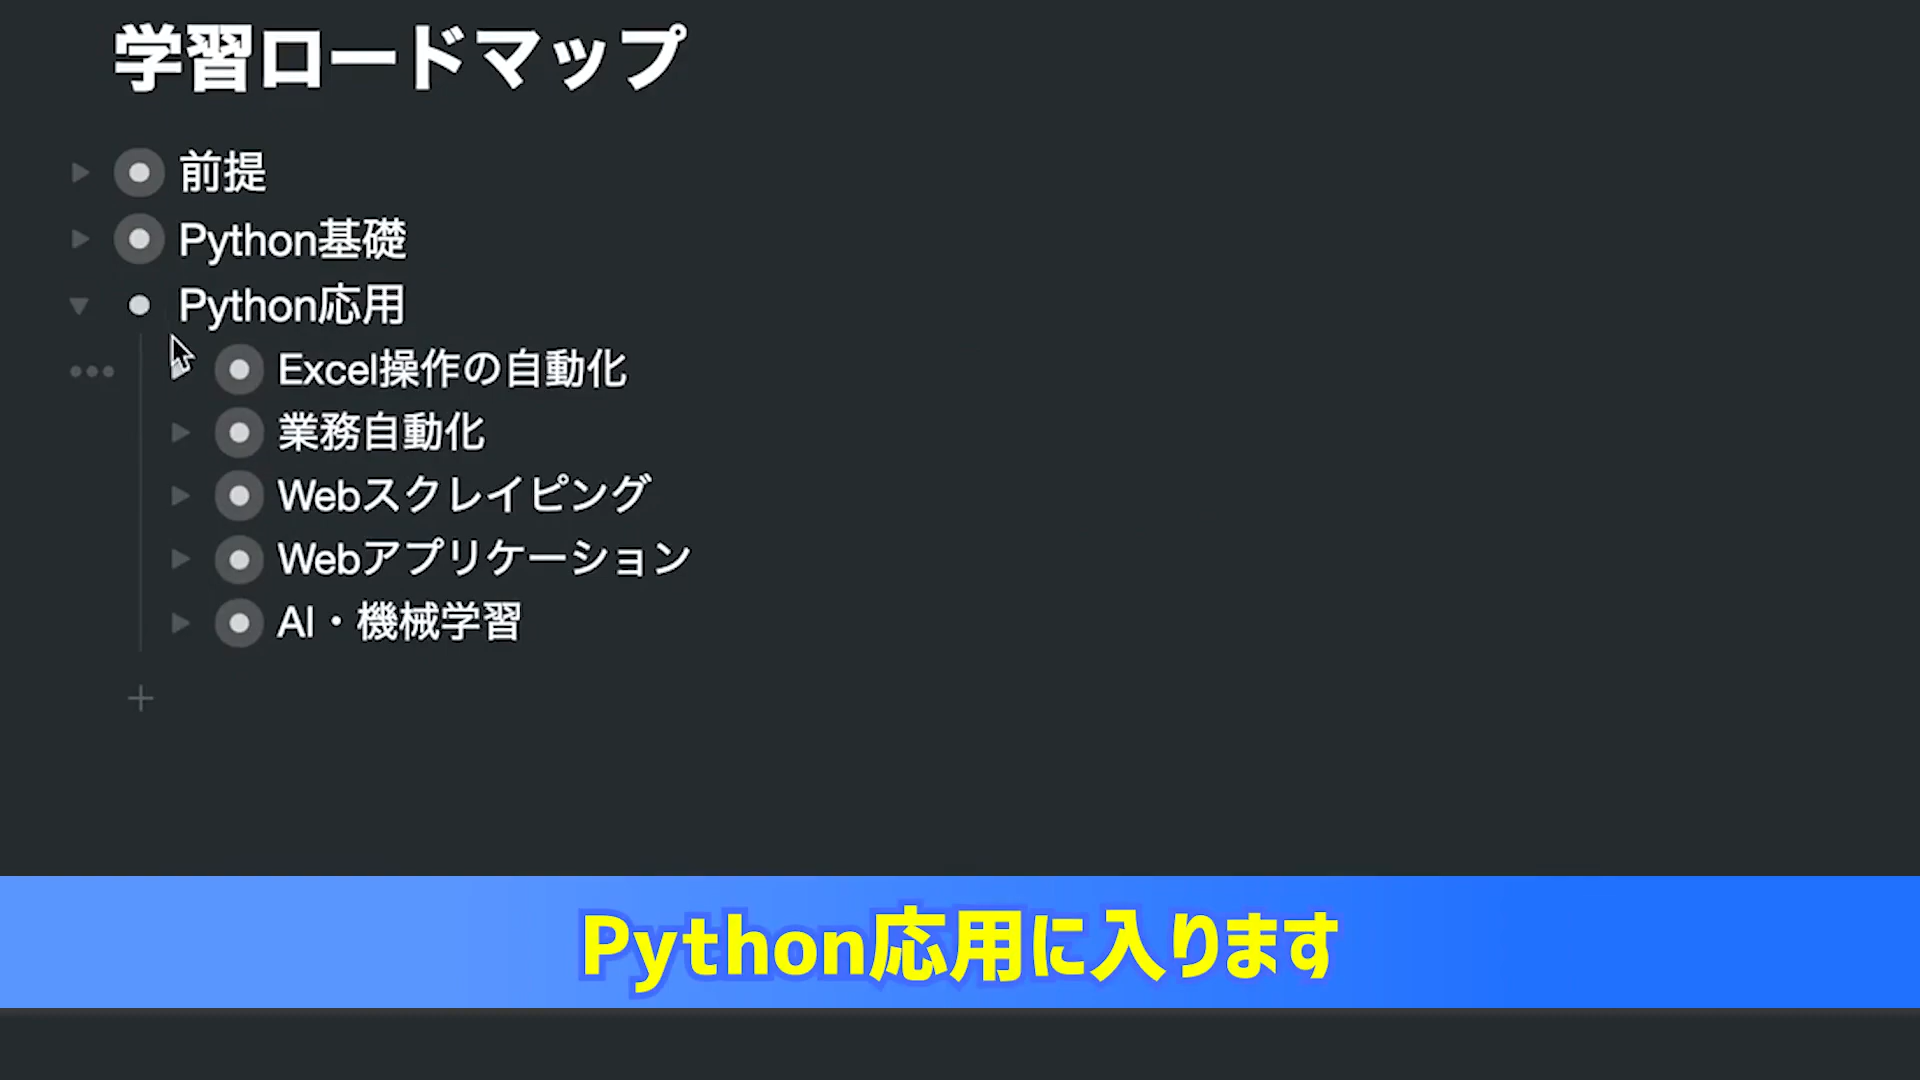 学習ロードマップ
前提
Python基礎
Python応用
Excel操作の自動化
業務自動化
Webスクレイピング
Webアプリケーション
AI・機械学習
Python応用に入ります